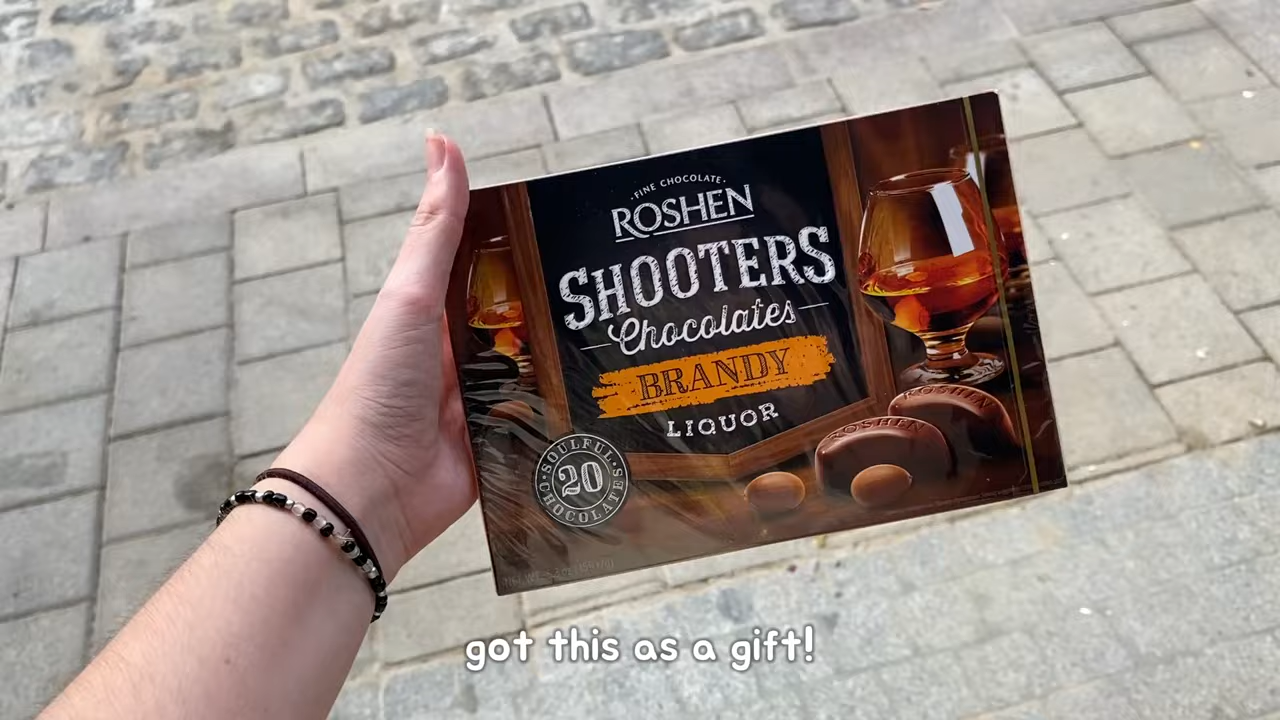 ·FINE CHOCOLATE·
ROSHEN
SHOOTERS
Chocolates
BRANDY
LIQUOR
·SOULFUL·
20
CHOCOLATES
ROSHEN
ROSHEN
got this as a gift!